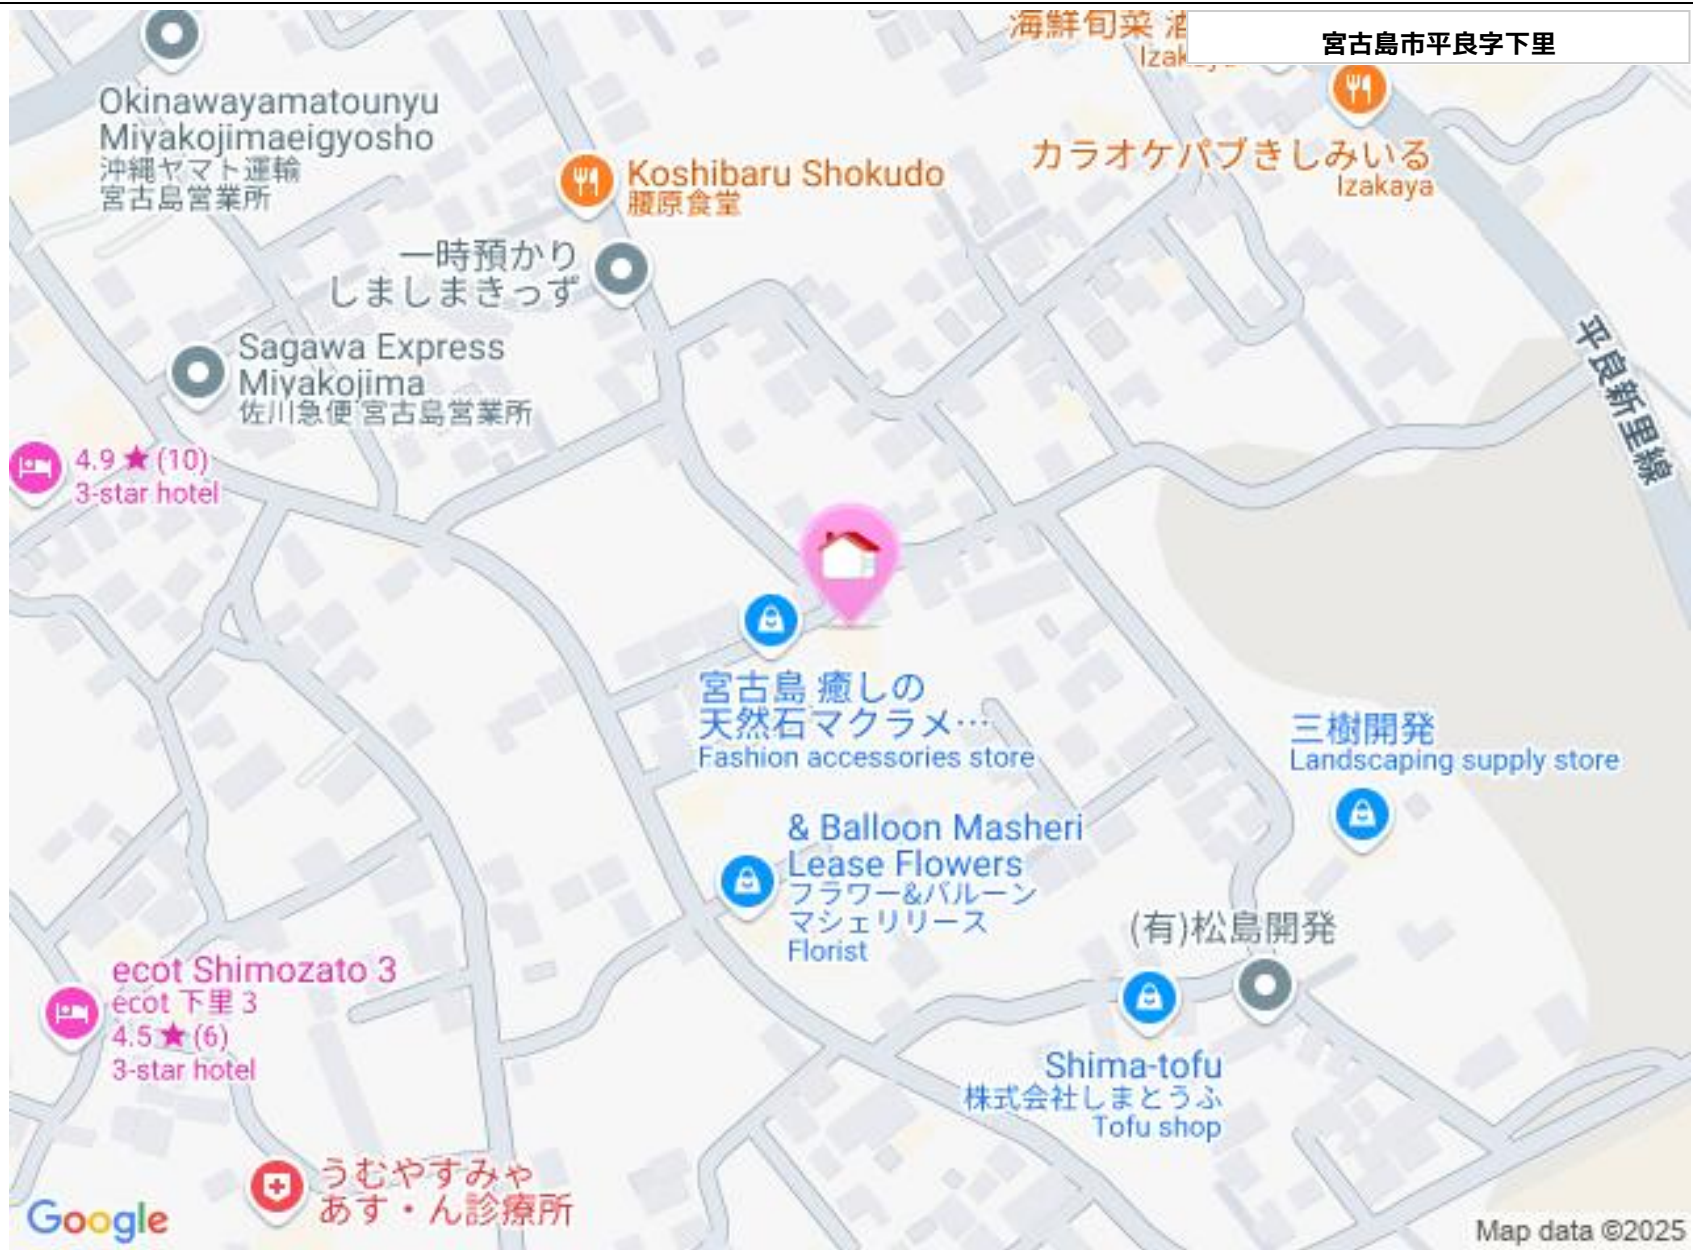 海鮮旬菜
Izak
宮古島市平良字下里
Okinawayamatounyu
Miyakojimaeigyosho
沖縄ヤマト運輸
宮古島営業所
Koshibaru Shokudo
腰原食堂
カラオケパブきしみいる
Izakaya
一時預かり
しましまきっず
Sagawa Express
Miyakojima
佐川急便 宮古島営業所
平良新里線
4.9 ★ (10)
3-star hotel
宮古島 癒しの
天然石マクラメ…
Fashion accessories store
三樹開発
Landscaping supply store
& Balloon Masheri
Lease Flowers
フラワー&バルーン
マシェリリース
Florist
(有)松島開発
ecot Shimozato 3
ecot 下里 3
4.5 ★ (6)
3-star hotel
Shima-tofu
株式会社しまとうふ
Tofu shop
うむやすみゃ
あす・ん診療所
Google
Map data ©2025